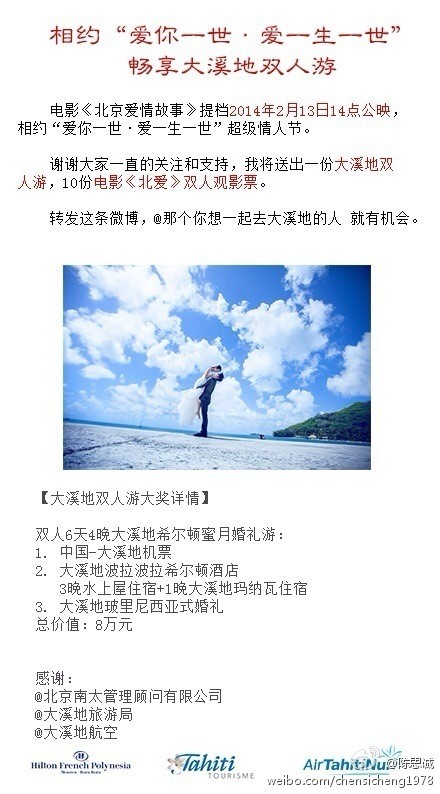 相约“爱你一世·爱一生一世”
畅享大溪地双人游
电影《北京爱情故事》提档2014年2月13日14点公映，
相约“爱你一世·爱一生一世”超级情人节。
谢谢大家一直的关注和支持，我将送出一份大溪地双
人游，10份电影《北爱》双人观影票。
转发这条微博，@那个你想一起去大溪地的人 就有机会。
【大溪地双人游大奖详情】
双人6天4晚大溪地希尔顿蜜月婚礼游：
1. 中国-大溪地机票
2. 大溪地波拉波拉希尔顿酒店
3晚水上屋住宿+1晚大溪地玛纳瓦住宿
3. 大溪地玻里尼西亚式婚礼
总价值：8万元
感谢：
@北京南太管理顾问有限公司
@大溪地旅游局
@大溪地航空
Hilton French Polynesia
Moorea · Bora Bora
Tahiti
TOURISME
Air Tahiti Nui
@陈思诚
weibo.com/chensicheng1978